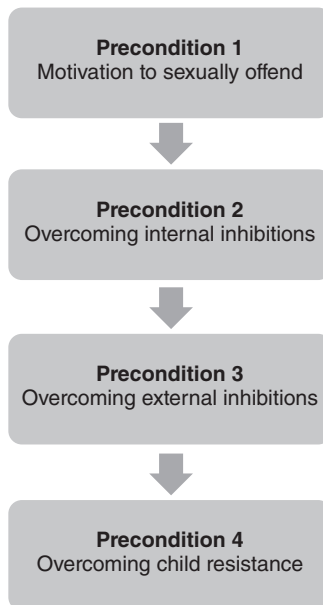 Precondition 1
Motivation to sexually offend
Precondition 2
Overcoming internal inhibitions
Precondition 3
Overcoming external inhibitions
Precondition 4
Overcoming child resistance